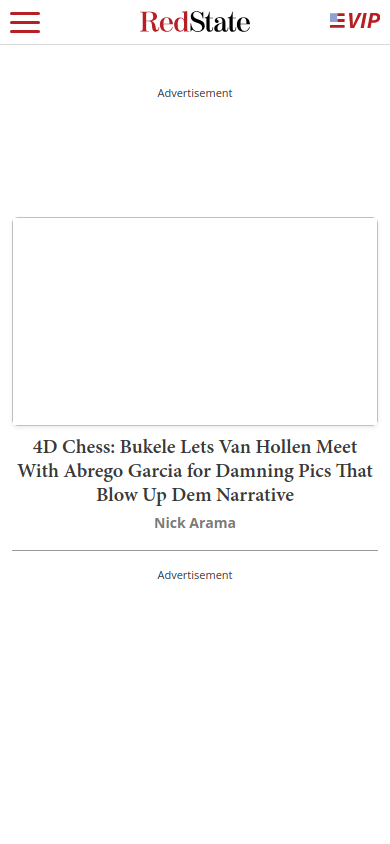 RedState
VIP
Advertisement
4D Chess: Bukele Lets Van Hollen Meet
With Abrego Garcia for Damning Pics That
Blow Up Dem Narrative
Nick Arama
Advertisement